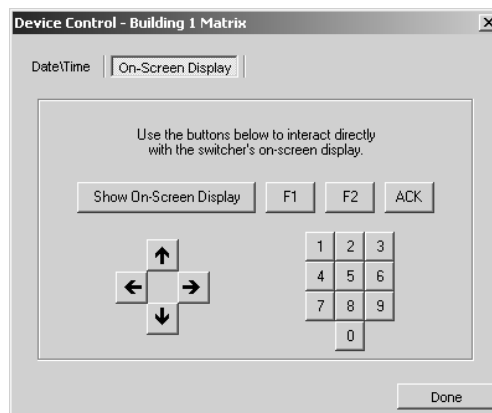 Device Control - Building 1 Matrix
Date\Time On-Screen Display
Use the buttons below to interact directly
with the switcher's on-screen display.
Show On-Screen Display F1 F2 ACK
1 2 3
4 5 6
7 8 9
0
Done